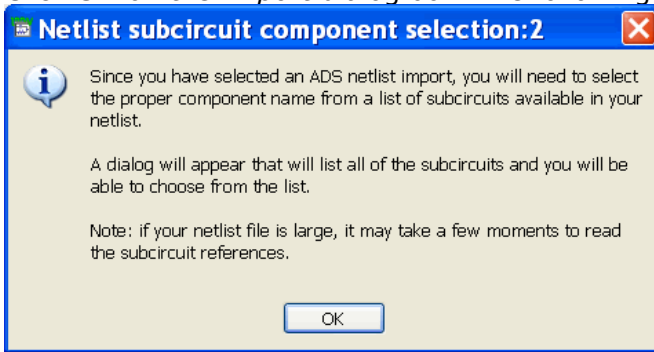 Netlist subcircuit component selection:2
Since you have selected an ADS netlist import, you will need to select
the proper component name from a list of subcircuits available in your
netlist.
A dialog will appear that will list all of the subcircuits and you will be
able to choose from the list.
Note: if your netlist file is large, it may take a few moments to read
the subcircuit references.
OK